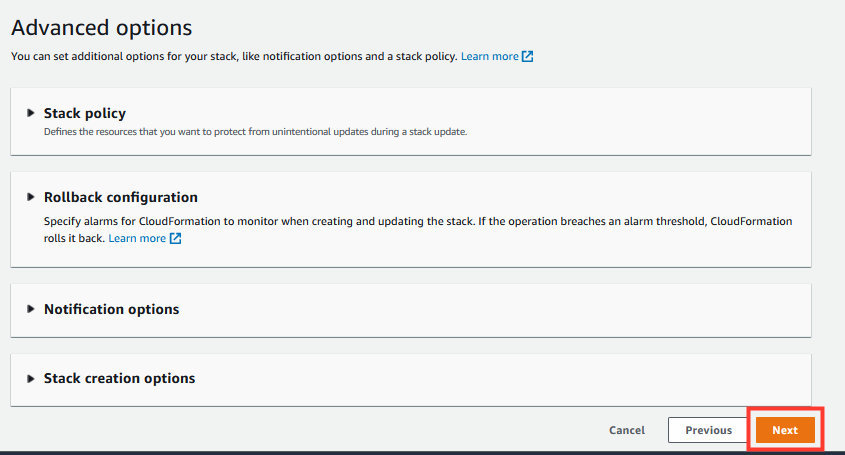 Advanced options
You can set additional options for your stack, like notification options and a stack policy. Learn more
Stack policy
Defines the resources that you want to protect from unintentional updates during a stack update.
Rollback configuration
Specify alarms for CloudFormation to monitor when creating and updating the stack. If the operation breaches an alarm threshold, CloudFormation
rolls it back. Learn more
Notification options
Stack creation options
Cancel Previous Next